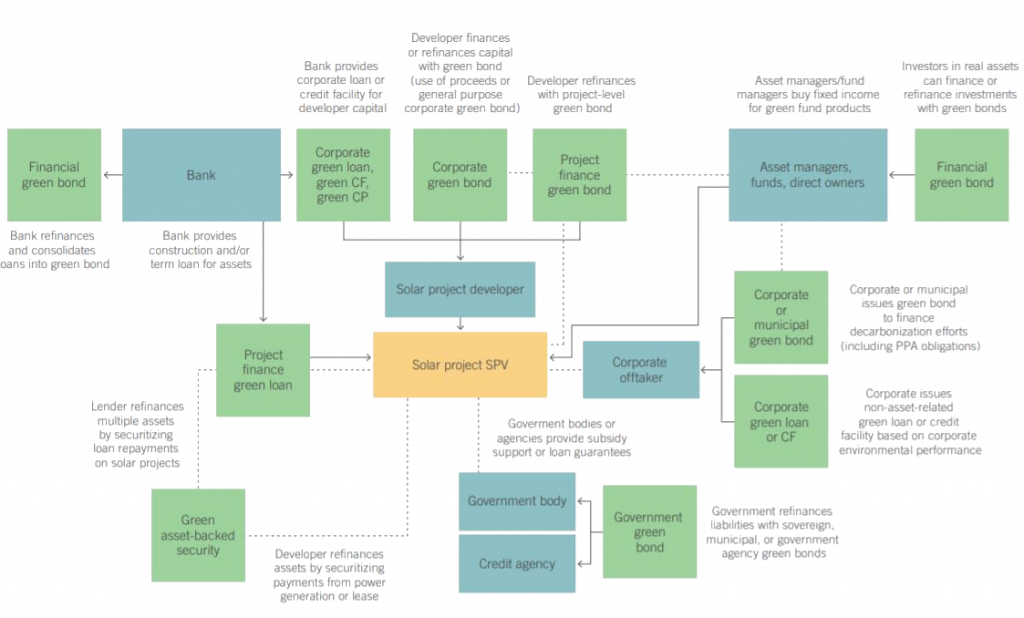 Developer finances
or refinances capital
with green bond
(use of proceeds or
general purpose
corporate green bond)
Bank provides
corporate loan or
credit facility for
developer capital
Developer refinances
with project-level
green bond
Asset managers/fund
managers buy fixed income
for green fund products
Investors in real assets
can finance or
refinance investments
with green bonds
Financial
green bond
Bank
Corporate
green loan,
green CF,
green CP
Corporate
green bond
Project
finance
green bond
Asset managers,
funds, direct owners
Financial
green bond
Bank refinances
and consolidates
loans into green bond
Bank provides
construction and/or
term loan for assets
Solar project developer
Corporate
or
municipal
green bond
Corporate or municipal
issues green bond
to finance
decarbonization efforts
(including PPA obligations)
Project
finance
green loan
Solar project SPV
Corporate
offtaker
Corporate
green loan
or CF
Corporate issues
non-asset-related
green loan or credit
facility based on corporate
environmental performance
Lender refinances
multiple assets
by securitizing
loan repayments
on solar projects
Goverment bodies or
agencies provide subsidy
support or loan guarantees
Green
asset-backed
security
Government body
Credit agency
Government
green
bond
Government refinances
liabilities with sovereign,
municipal, or government
agency green bonds
Developer refinances
assets by securitizing
payments from power
generation or lease